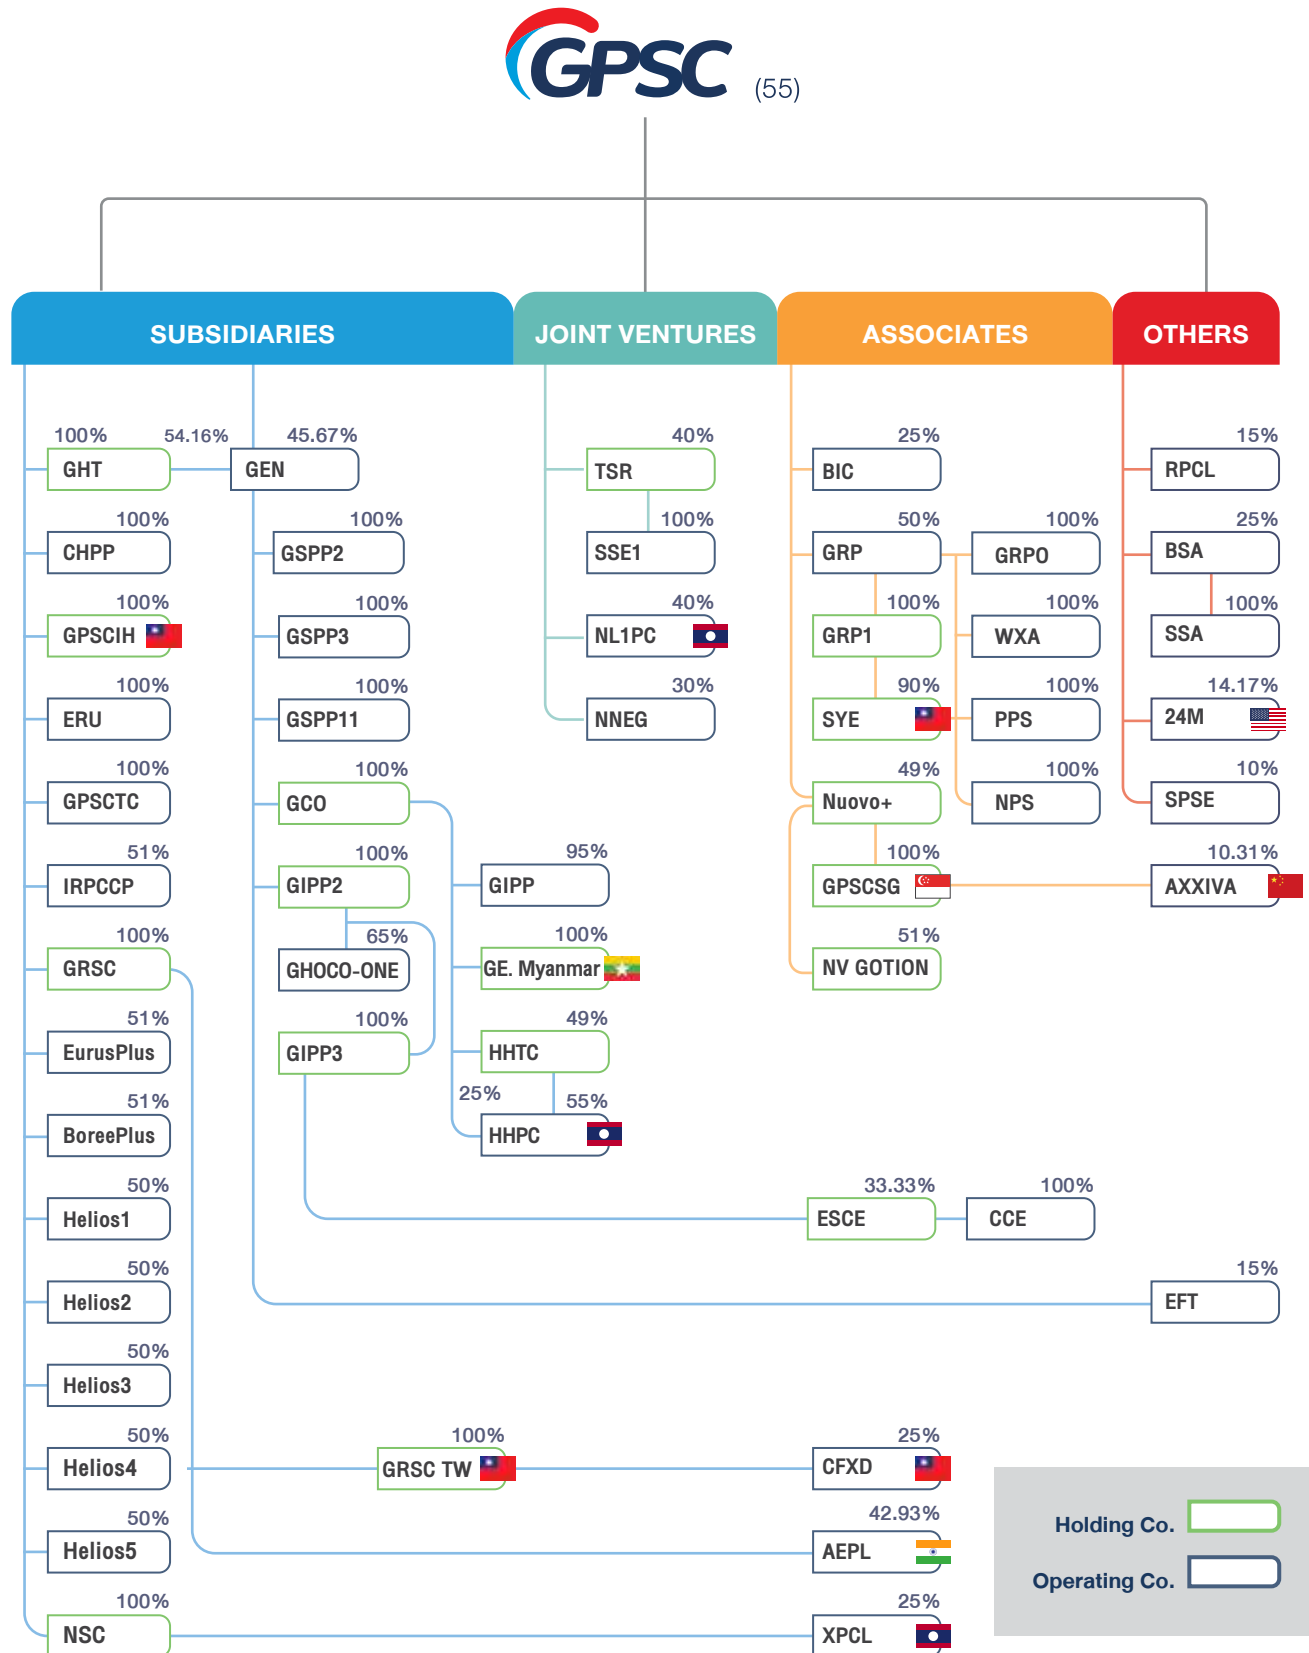 GPSC (55)
SUBSIDIARIES
JOINT VENTURES
ASSOCIATES
OTHERS
100%
GHT
54.16%
45.67%
GEN
100%
CHPP
100%
GPSCIH
100%
ERU
100%
GPSCTC
51%
IRPCCP
100%
GRSC
51%
EurusPlus
51%
BoreePlus
50%
Helios1
50%
Helios2
50%
Helios3
50%
Helios4
50%
Helios5
100%
NSC
100%
GSPP2
100%
GSPP3
100%
GSPP11
100%
GCO
100%
GIPP2
65%
GHOCO-ONE
100%
GIPP3
95%
GIPP
100%
GE. Myanmar
49%
HHTC
25%
55%
HHPC
100%
GRSC TW
40%
TSR
100%
SSE1
40%
NL1PC
30%
NNEG
25%
BIC
50%
GRP
100%
GRP1
90%
SYE
49%
Nuovo+
100%
GPSCSG
51%
NV GOTION
100%
GRPO
100%
WXA
100%
PPS
100%
NPS
33.33%
ESCE
100%
CCE
25%
CFXD
42.93%
AEPL
25%
XPCL
15%
RPCL
25%
BSA
100%
SSA
14.17%
24M
10%
SPSE
10.31%
AXXIVA
15%
EFT
Holding Co.
Operating Co.